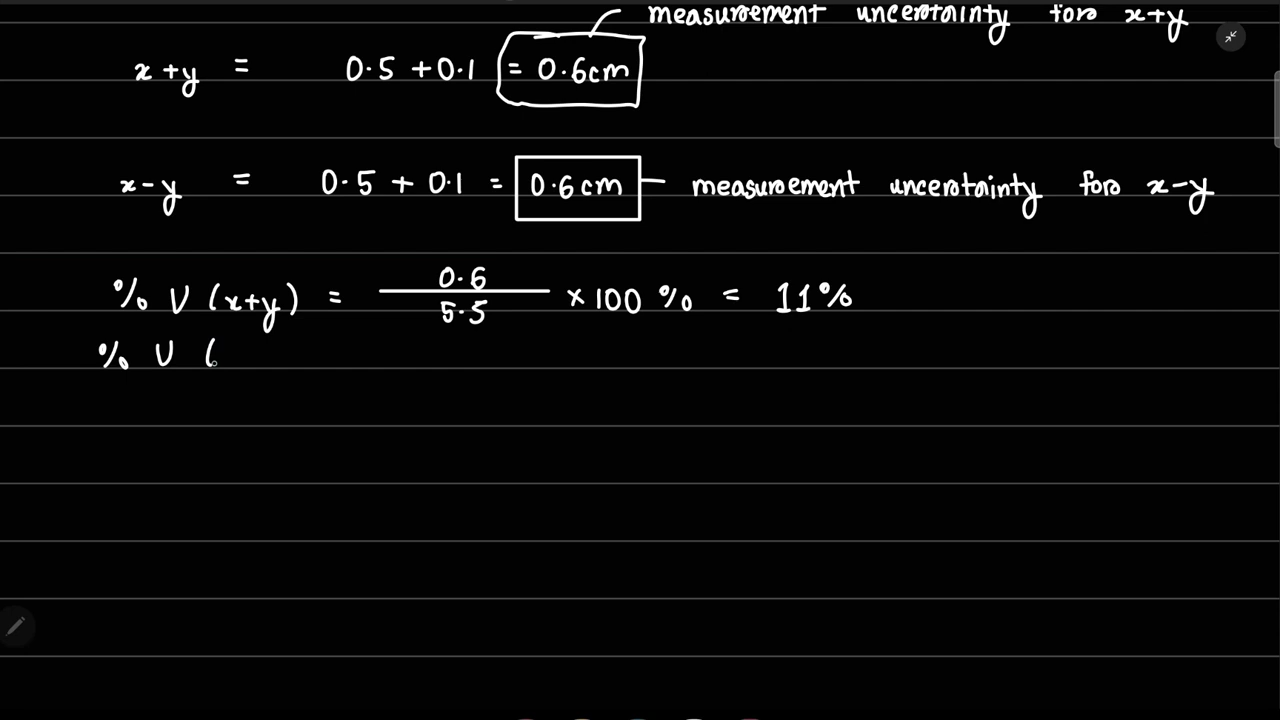 measurement uncertainty for x+y
x+y = 0.5 + 0.1 = 0.6cm
x-y = 0.5 + 0.1 = 0.6cm measurement uncertainty for x-y
% U (x+y) = 0.6 / 5.5 × 100 % = 11%
% U (